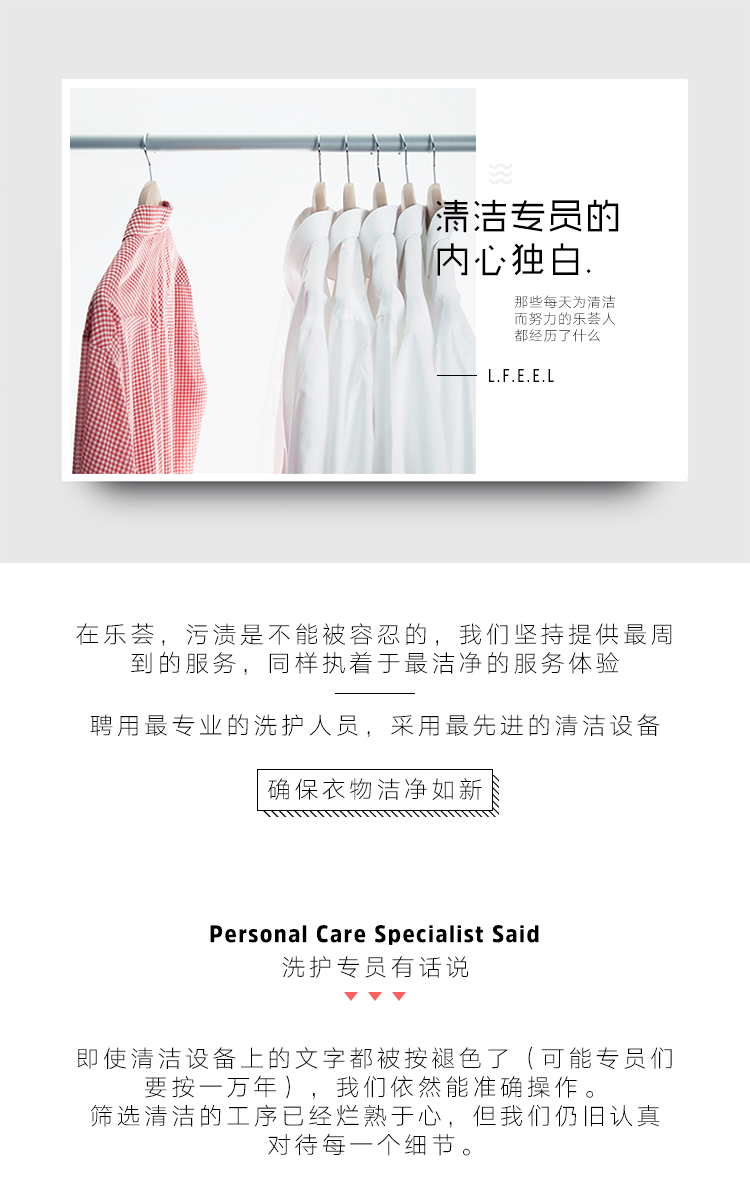 清洁专员的
内心独白.
那些每天为清洁
而努力的乐荟人
都经历了什么
L.F.E.E.L
在乐荟，污渍是不能被容忍的，我们坚持提供最周
到的服务，同样执着于最洁净的服务体验
聘用最专业的洗护人员，采用最先进的清洁设备
确保衣物洁净如新
Personal Care Specialist Said
洗护专员有话说
即使清洁设备上的文字都被按褪色了（可能专员们
要按一万年），我们依然能准确操作。
筛选清洁的工序已经烂熟于心，但我们仍旧认真
对待每一个细节。